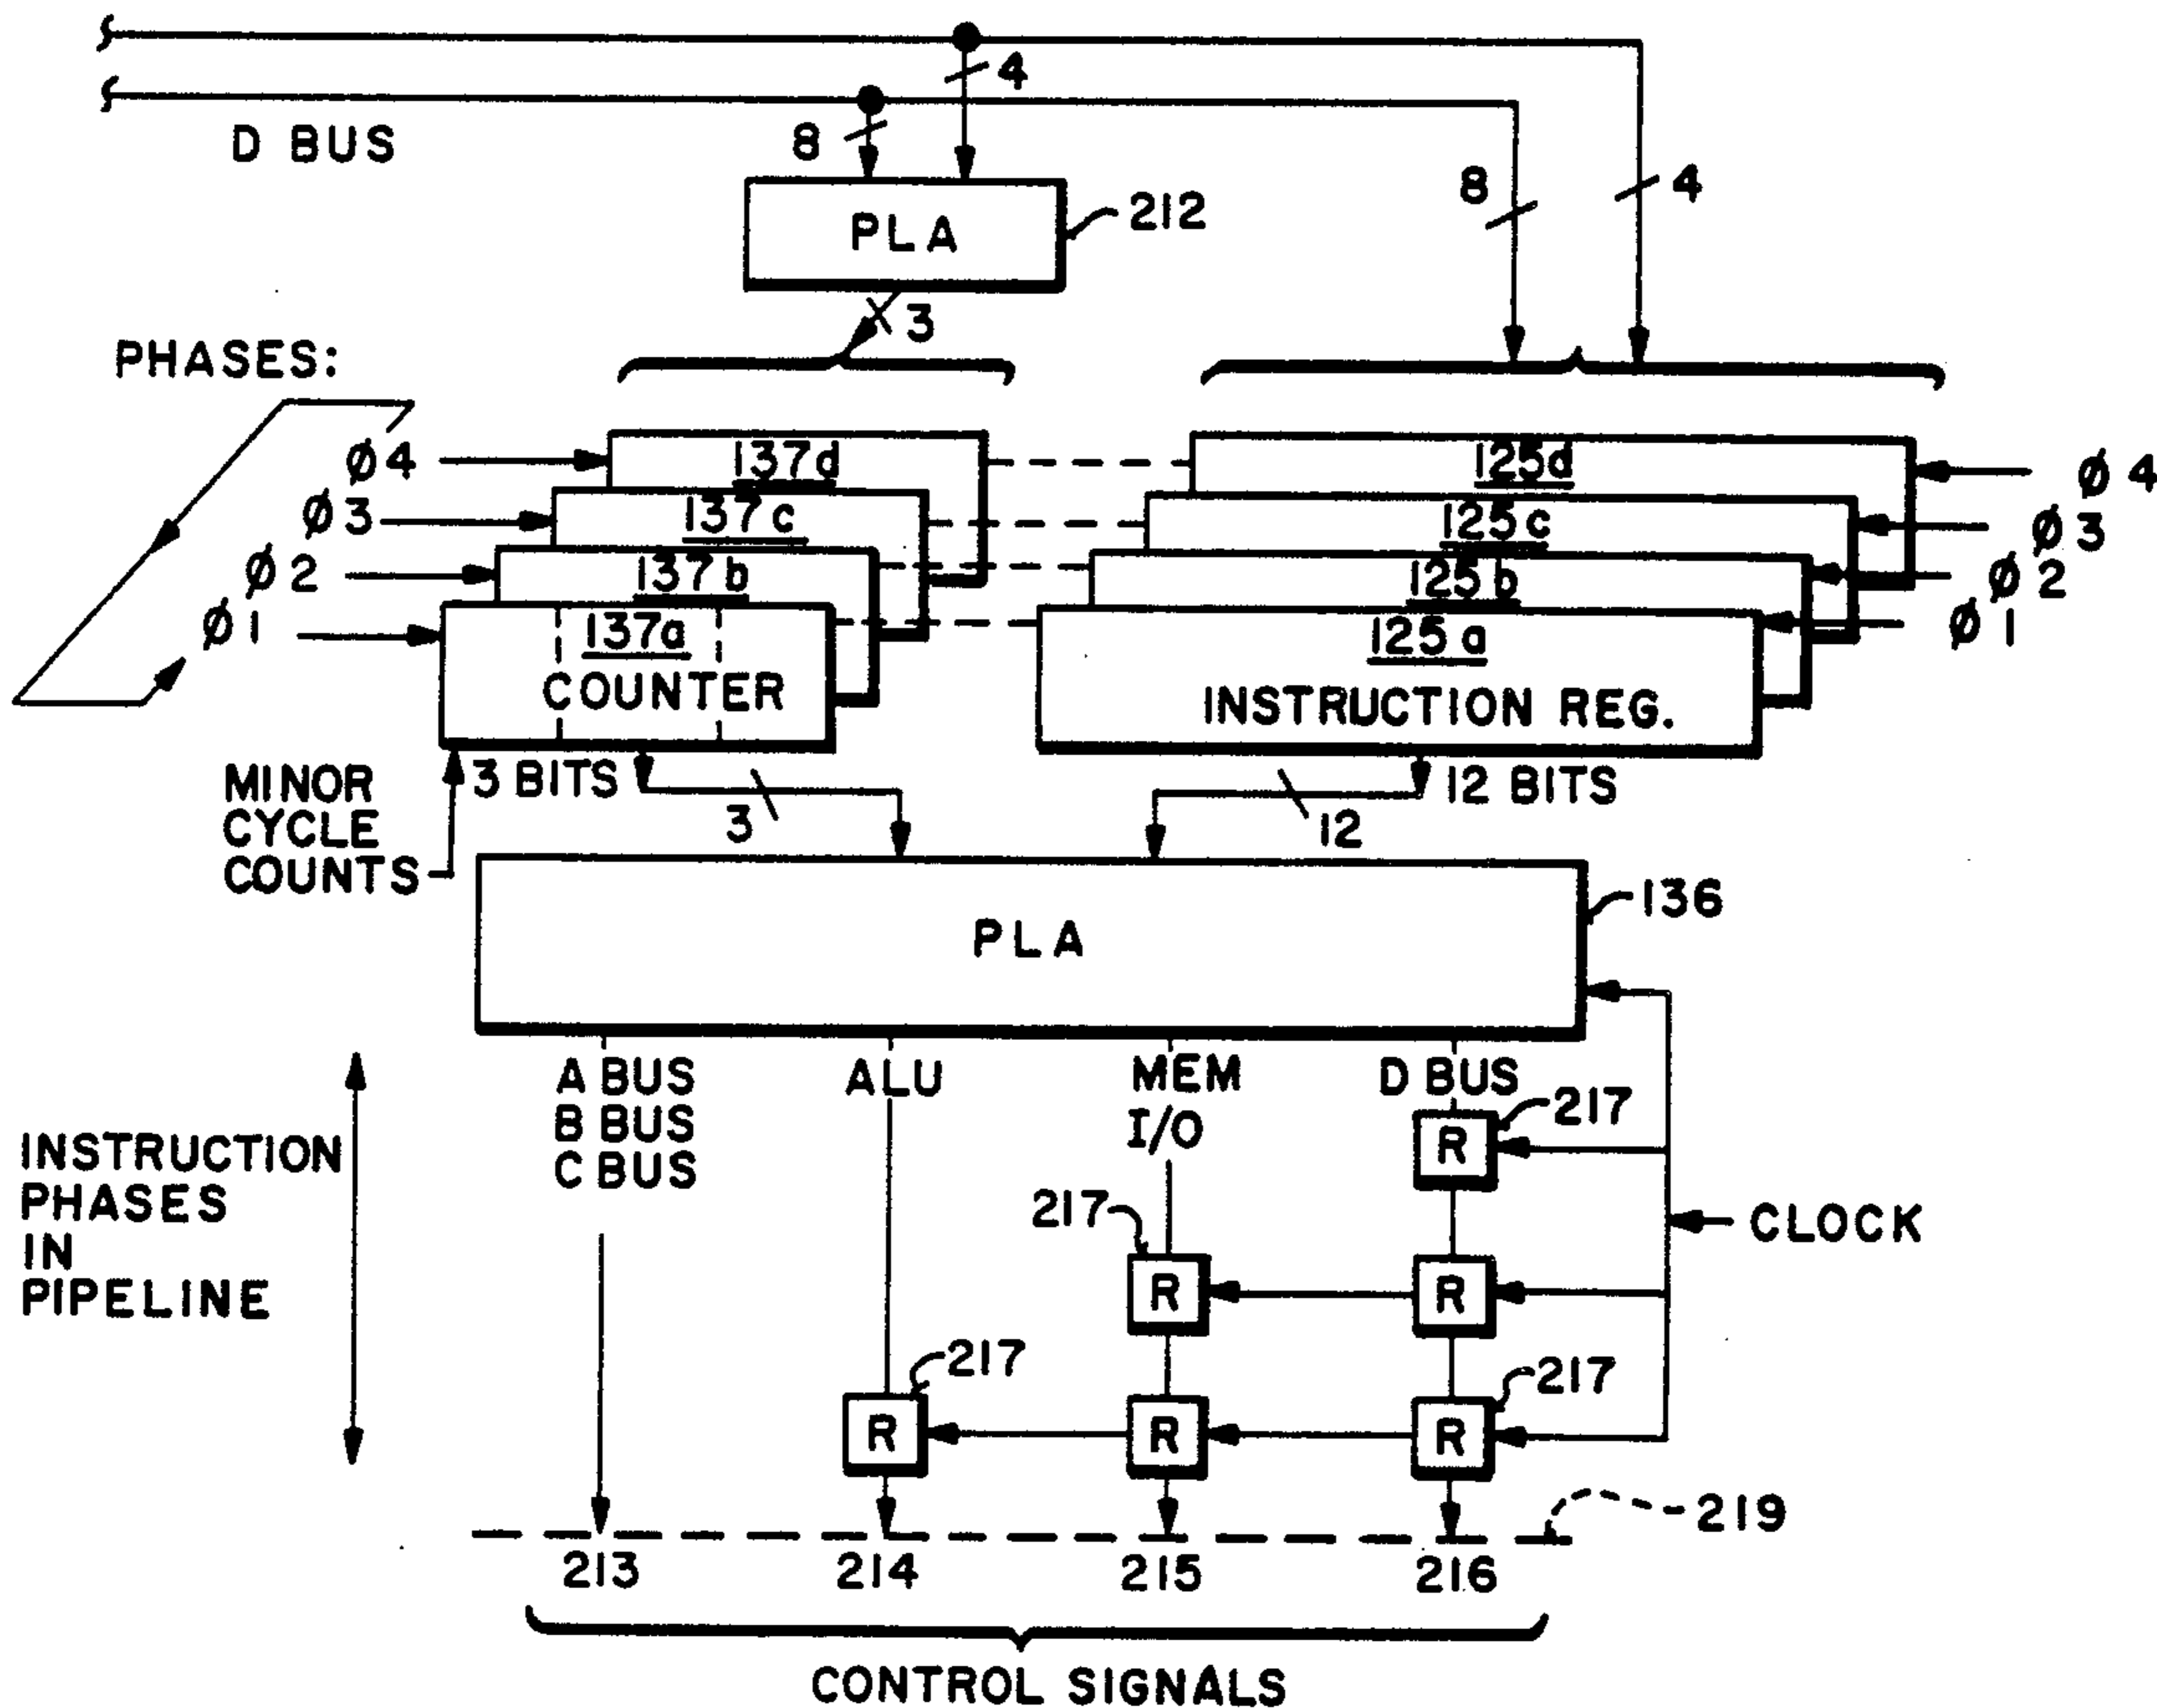 4
D BUS
8
8
4
PLA
212
3
PHASES:
ø4
137d
125d
ø4
ø3
137c
125c
ø3
ø2
137b
125b
ø2
ø1
137a
125a
ø1
COUNTER
INSTRUCTION REG.
MINOR
CYCLE
COUNTS
3 BITS
3
12 BITS
12
PLA
136
A BUS
B BUS
C BUS
ALU
MEM
I/O
D BUS
217
R
INSTRUCTION
PHASES
IN
PIPELINE
217
R
R
CLOCK
217
R
R
217
R
219
213
214
215
216
CONTROL SIGNALS